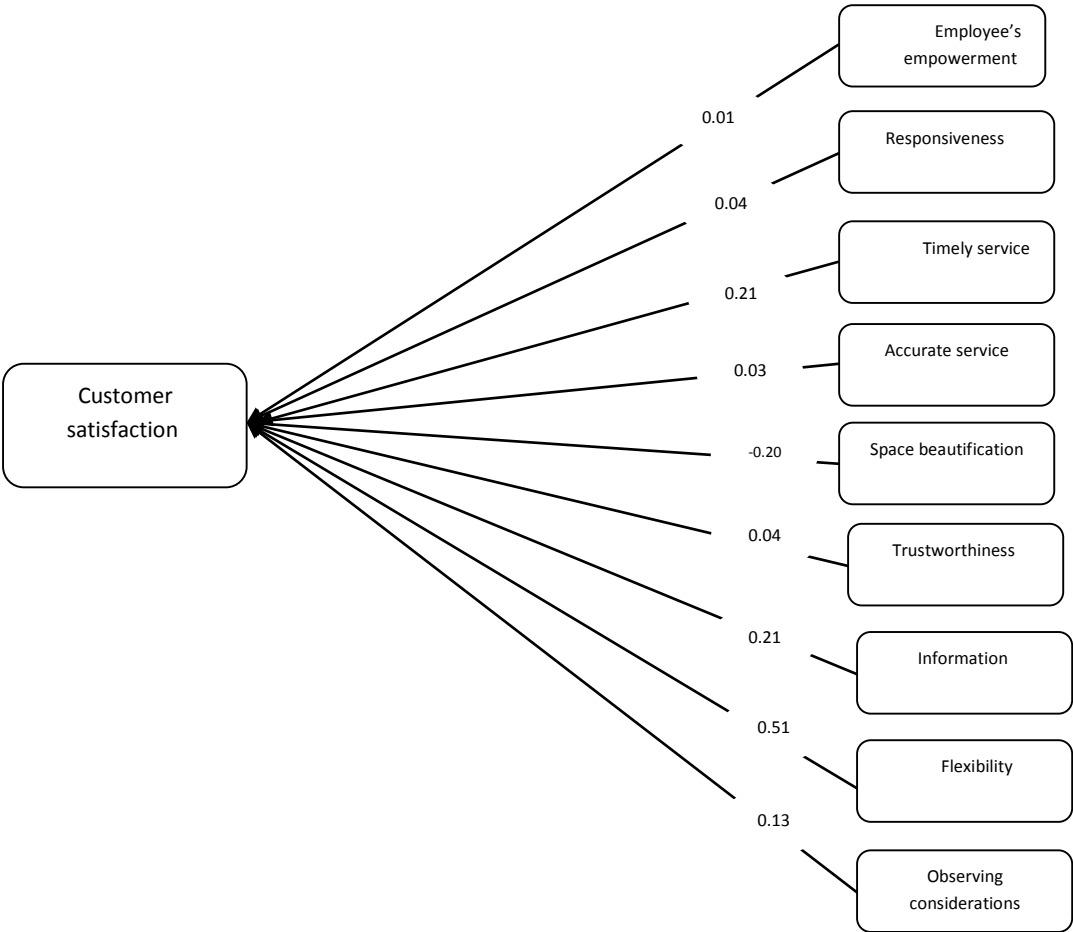 Employee’s
empowerment
0.01
Responsiveness
0.04
Timely service
0.21
Accurate service
0.03
Customer
satisfaction
Space beautification
-0.20
Trustworthiness
0.04
Information
0.21
Flexibility
0.51
Observing
considerations
0.13